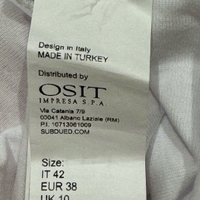 Design in Italy
MADE IN TURKEY
Distributed by
OSIT
IMPRESA S.P.A.
Via Catania 7/9
00041 Albano Laziale (RM)
P.I. 10713061009
SUBDUED.COM
Size:
IT 42
EUR 38
UK 10